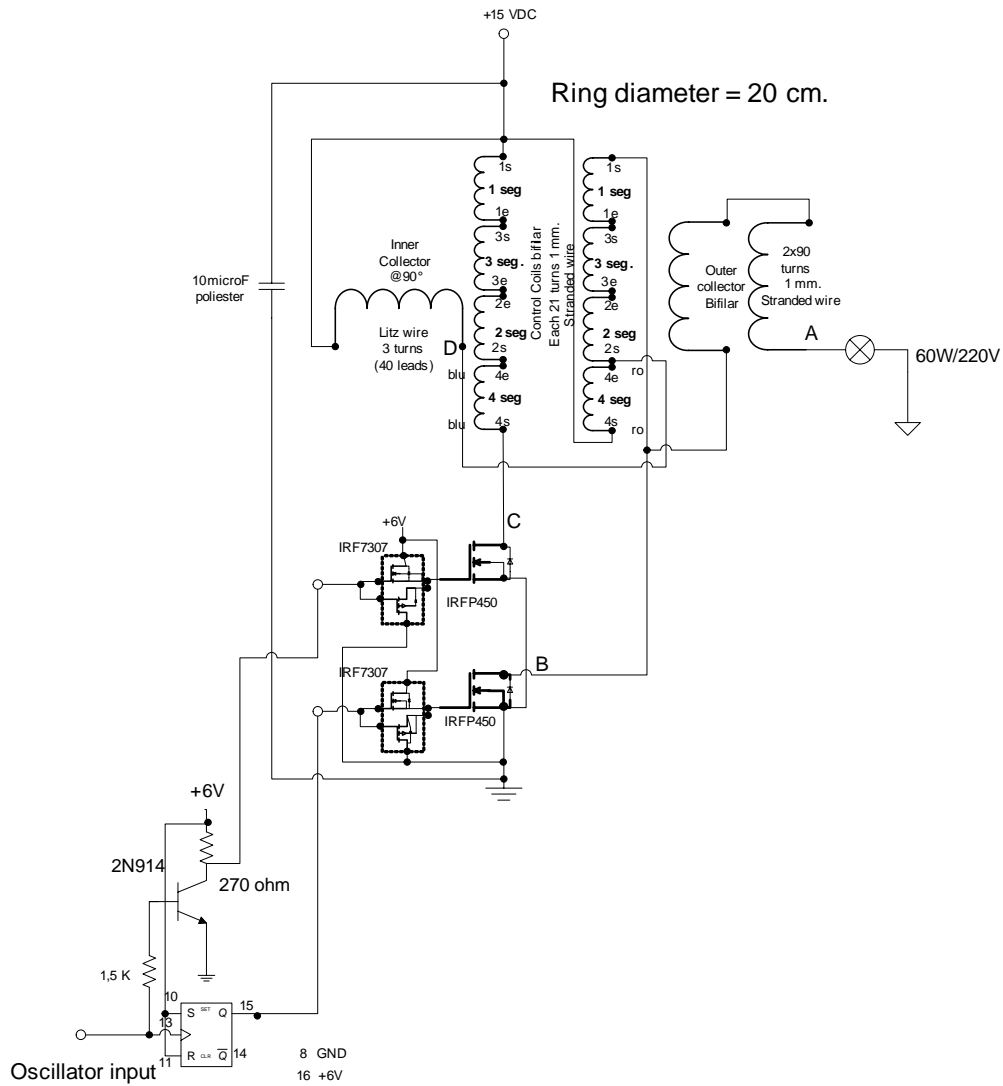 +15 VDC
Ring diameter = 20 cm.
10microF
poliester
Inner
Collector
@90°
Litz wire
3 turns
(40 leads)
D
blu
blu
1s
1 seg
1e
3s
3 seg.
3e
2e
2 seg
2s
4e
4 seg
4s
Control Coils bifilar
Each 21 turns 1 mm.
Stranded wire
1s
1 seg
1e
3s
3 seg.
3e
2e
2 seg
2s
4e
4 seg
4s
ro
ro
Outer
collector
Bifilar
2x90
turns
1 mm.
Stranded wire
A
60W/220V
C
+6V
IRF7307
IRFP450
B
IRF7307
IRFP450
+6V
2N914
270 ohm
1,5 K
10
S SET Q
15
13
R CLR Q
14
11
Oscillator input
8 GND
16 +6V